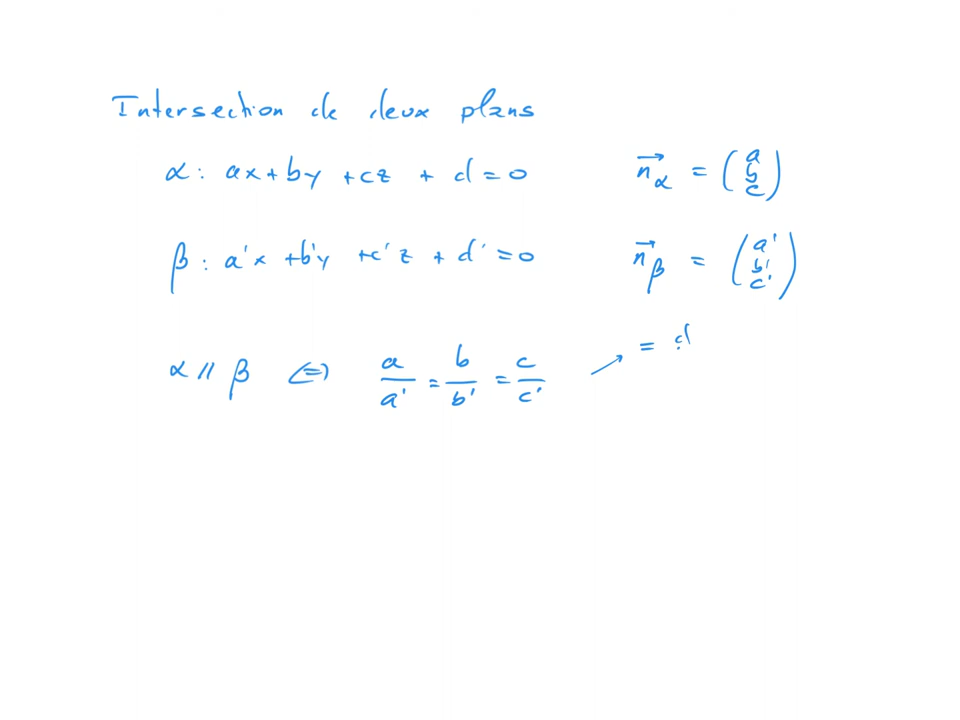 Intersection de deux plans
α : ax + by + cz + d = 0 n⃗α = (a b c)
β : a'x + b'y + c'z + d' = 0 n⃗β = (a' b' c')
α // β ⇔ a/a' = b/b' = c/c' ↗ = d